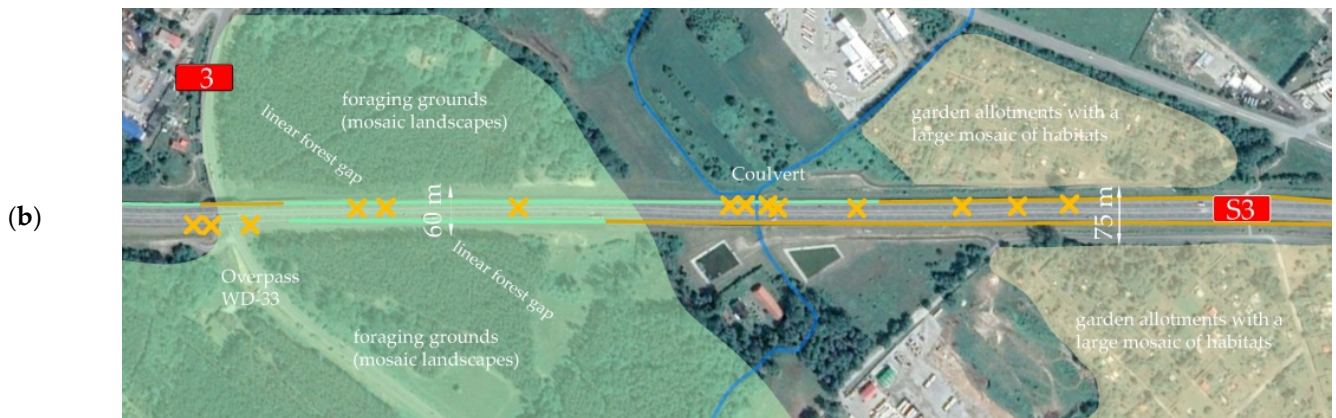 (b)
3
foraging grounds
(mosaic landscapes)
linear forest gap
garden allotments with a
large mosaic of habitats
Coulvert
60 m
75 m
S3
Overpass
WD-33
linear forest gap
foraging grounds
(mosaic landscapes)
garden allotments with a
large mosaic of habitats